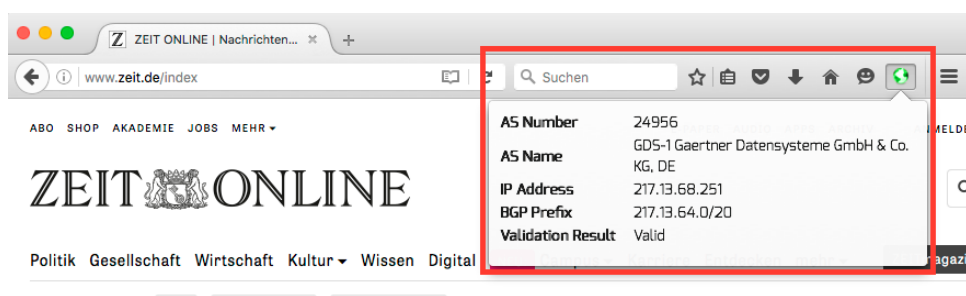 ZEIT ONLINE | Nachrichten... × +
www.zeit.de/index
Suchen
ABO SHOP AKADEMIE JOBS MEHR
ZEIT ONLINE
Politik Gesellschaft Wirtschaft Kultur Wissen Digital
AS Number 24956
AS Name GDS-1 Gaertner Datensysteme GmbH & Co.
KG, DE
IP Address 217.13.68.251
BGP Prefix 217.13.64.0/20
Validation Result Valid